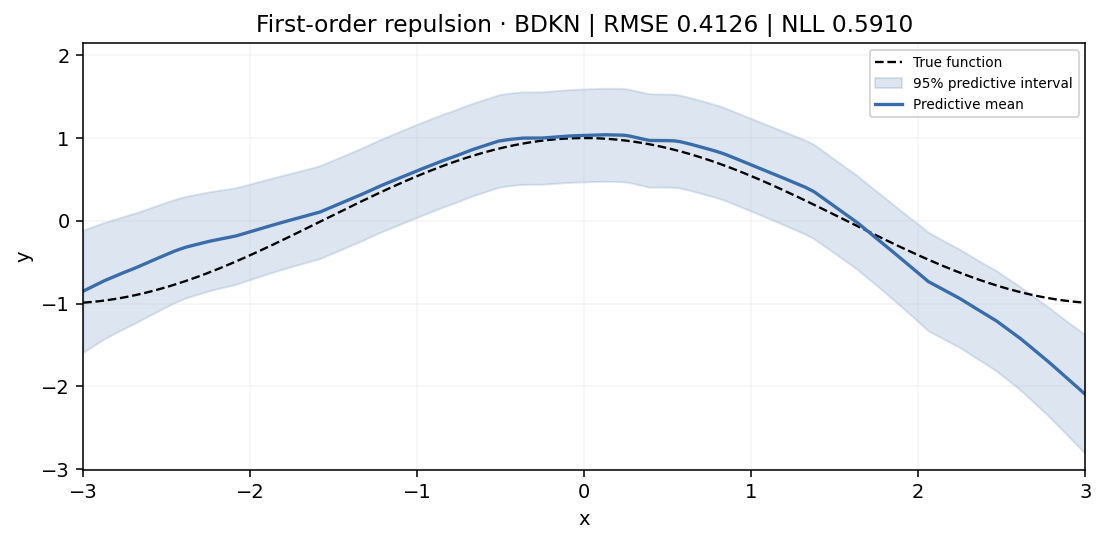 First-order repulsion · BDKN | RMSE 0.4126 | NLL 0.5910
True function
95% predictive interval
Predictive mean
y
2
1
0
−1
−2
−3
−3 −2 −1 0 1 2 3
x